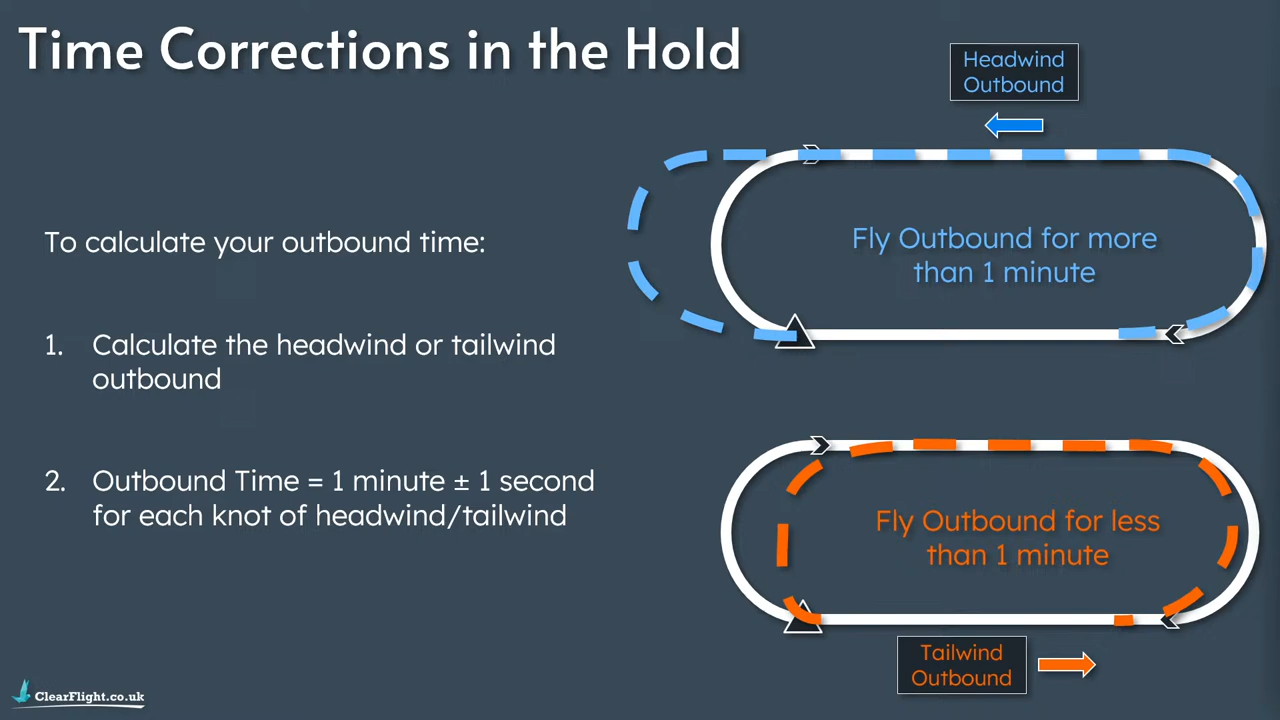 Time Corrections in the Hold
Headwind
Outbound
Fly Outbound for more
than 1 minute
To calculate your outbound time:
1. Calculate the headwind or tailwind
outbound
2. Outbound Time = 1 minute ± 1 second
for each knot of headwind/tailwind
Fly Outbound for less
than 1 minute
Tailwind
Outbound
ClearFlight.co.uk